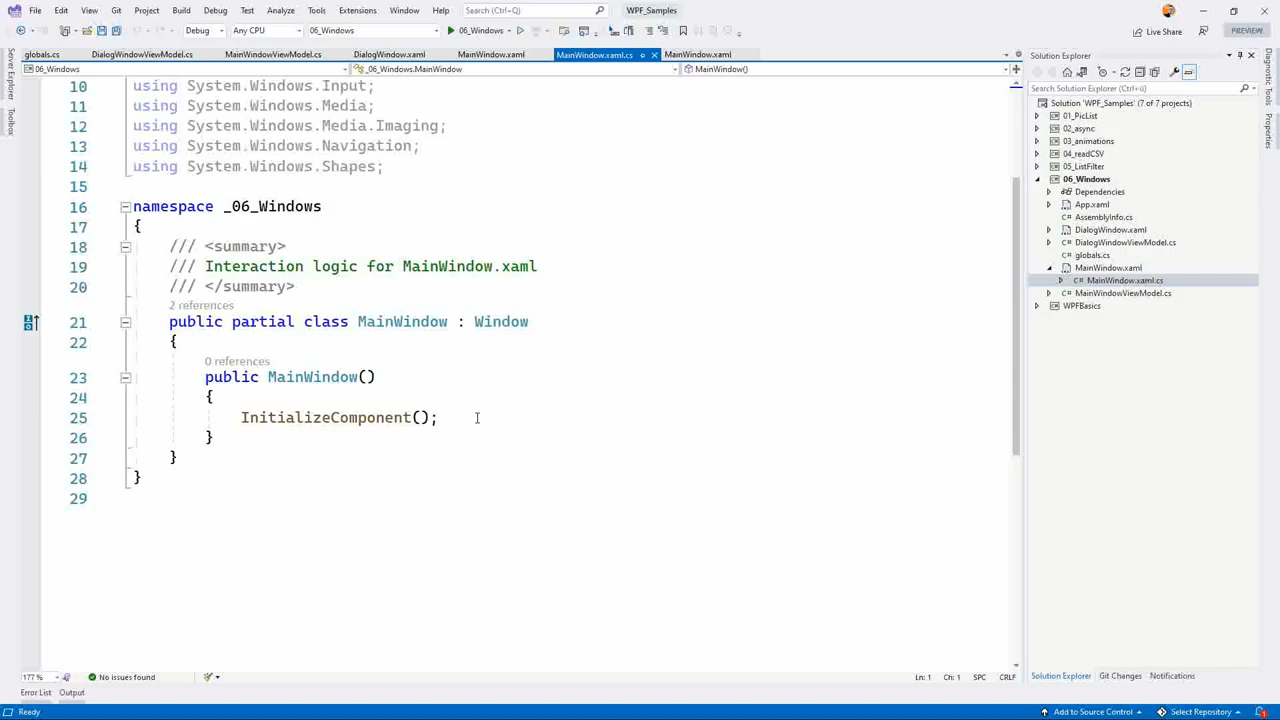 File Edit View Git Project Build Debug Test Analyze Tools Extensions Window Help Search (Ctrl+Q) WPF_Samples
Debug Any CPU 06_Windows 06_Windows Live Share PREVIEW
globals.cs DialogWindowViewModel.cs MainWindowViewModel.cs DialogWindow.xaml MainWindow.xaml MainWindow.xaml.cs MainWindow.xaml
06_Windows _06_Windows.MainWindow MainWindow()
Server Explorer
Toolbox
10 using System.Windows.Input;
11 using System.Windows.Media;
12 using System.Windows.Media.Imaging;
13 using System.Windows.Navigation;
14 using System.Windows.Shapes;
15
16 namespace _06_Windows
17 {
18 /// <summary>
19 /// Interaction logic for MainWindow.xaml
20 /// </summary>
2 references
21 public partial class MainWindow : Window
22 {
0 references
23 public MainWindow()
24 {
25 InitializeComponent();
26 }
27 }
28 }
29
177 % No issues found Ln: 1 Ch: 1 SPC CRLF
Error List Output
Solution Explorer
Search Solution Explorer (Ctrl+ü)
Solution 'WPF_Samples' (7 of 7 projects)
01_PicList
02_async
03_animations
04_readCSV
05_ListFilter
06_Windows
Dependencies
App.xaml
AssemblyInfo.cs
DialogWindow.xaml
DialogWindowViewModel.cs
globals.cs
MainWindow.xaml
MainWindow.xaml.cs
MainWindowViewModel.cs
WPFBasics
Solution Explorer Git Changes Notifications
Diagnostic Tools
Properties
Ready Add to Source Control Select Repository 1